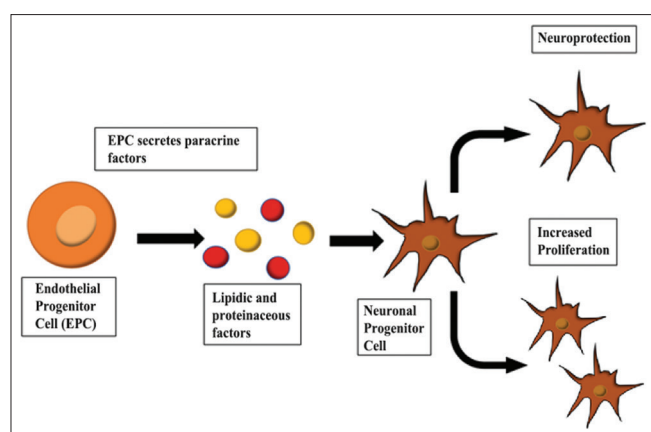 Neuroprotection
EPC secretes paracrine
factors
Endothelial
Progenitor
Cell (EPC)
Lipidic and
proteinaceous
factors
Neuronal
Progenitor
Cell
Increased
Proliferation